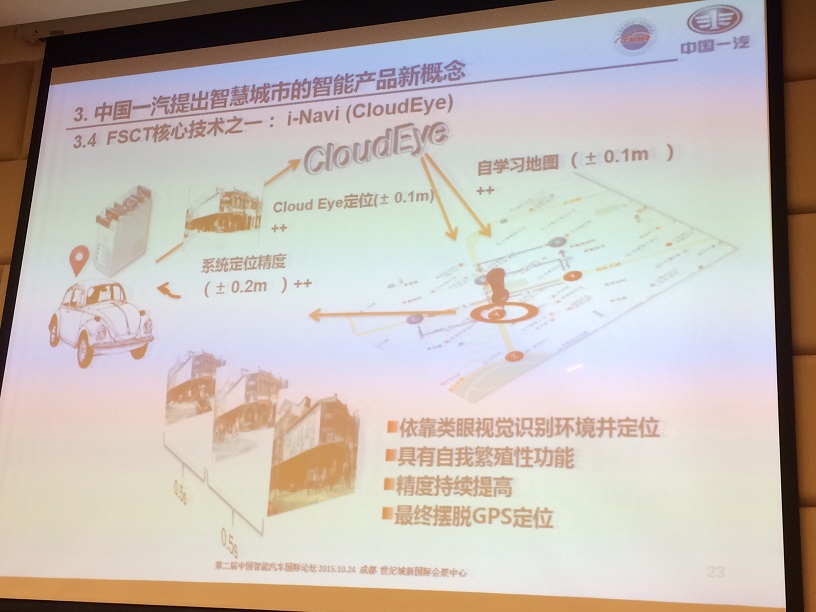 中国一汽
3. 中国一汽提出智慧城市的智能产品新概念
3.4 FSCT核心技术之一： i-Navi (CloudEye)
CloudEye
自学习地图 （ ± 0.1m ）
++
Cloud Eye定位(± 0.1m)
++
系统定位精度
（ ± 0.2m ） ++
0.5s
0.5s
依靠类眼视觉识别环境并定位
具有自我繁殖性功能
精度持续提高
最终摆脱GPS定位
第二届中国智能汽车国际论坛 2015.10.24 成都 世纪城新国际会展中心
23